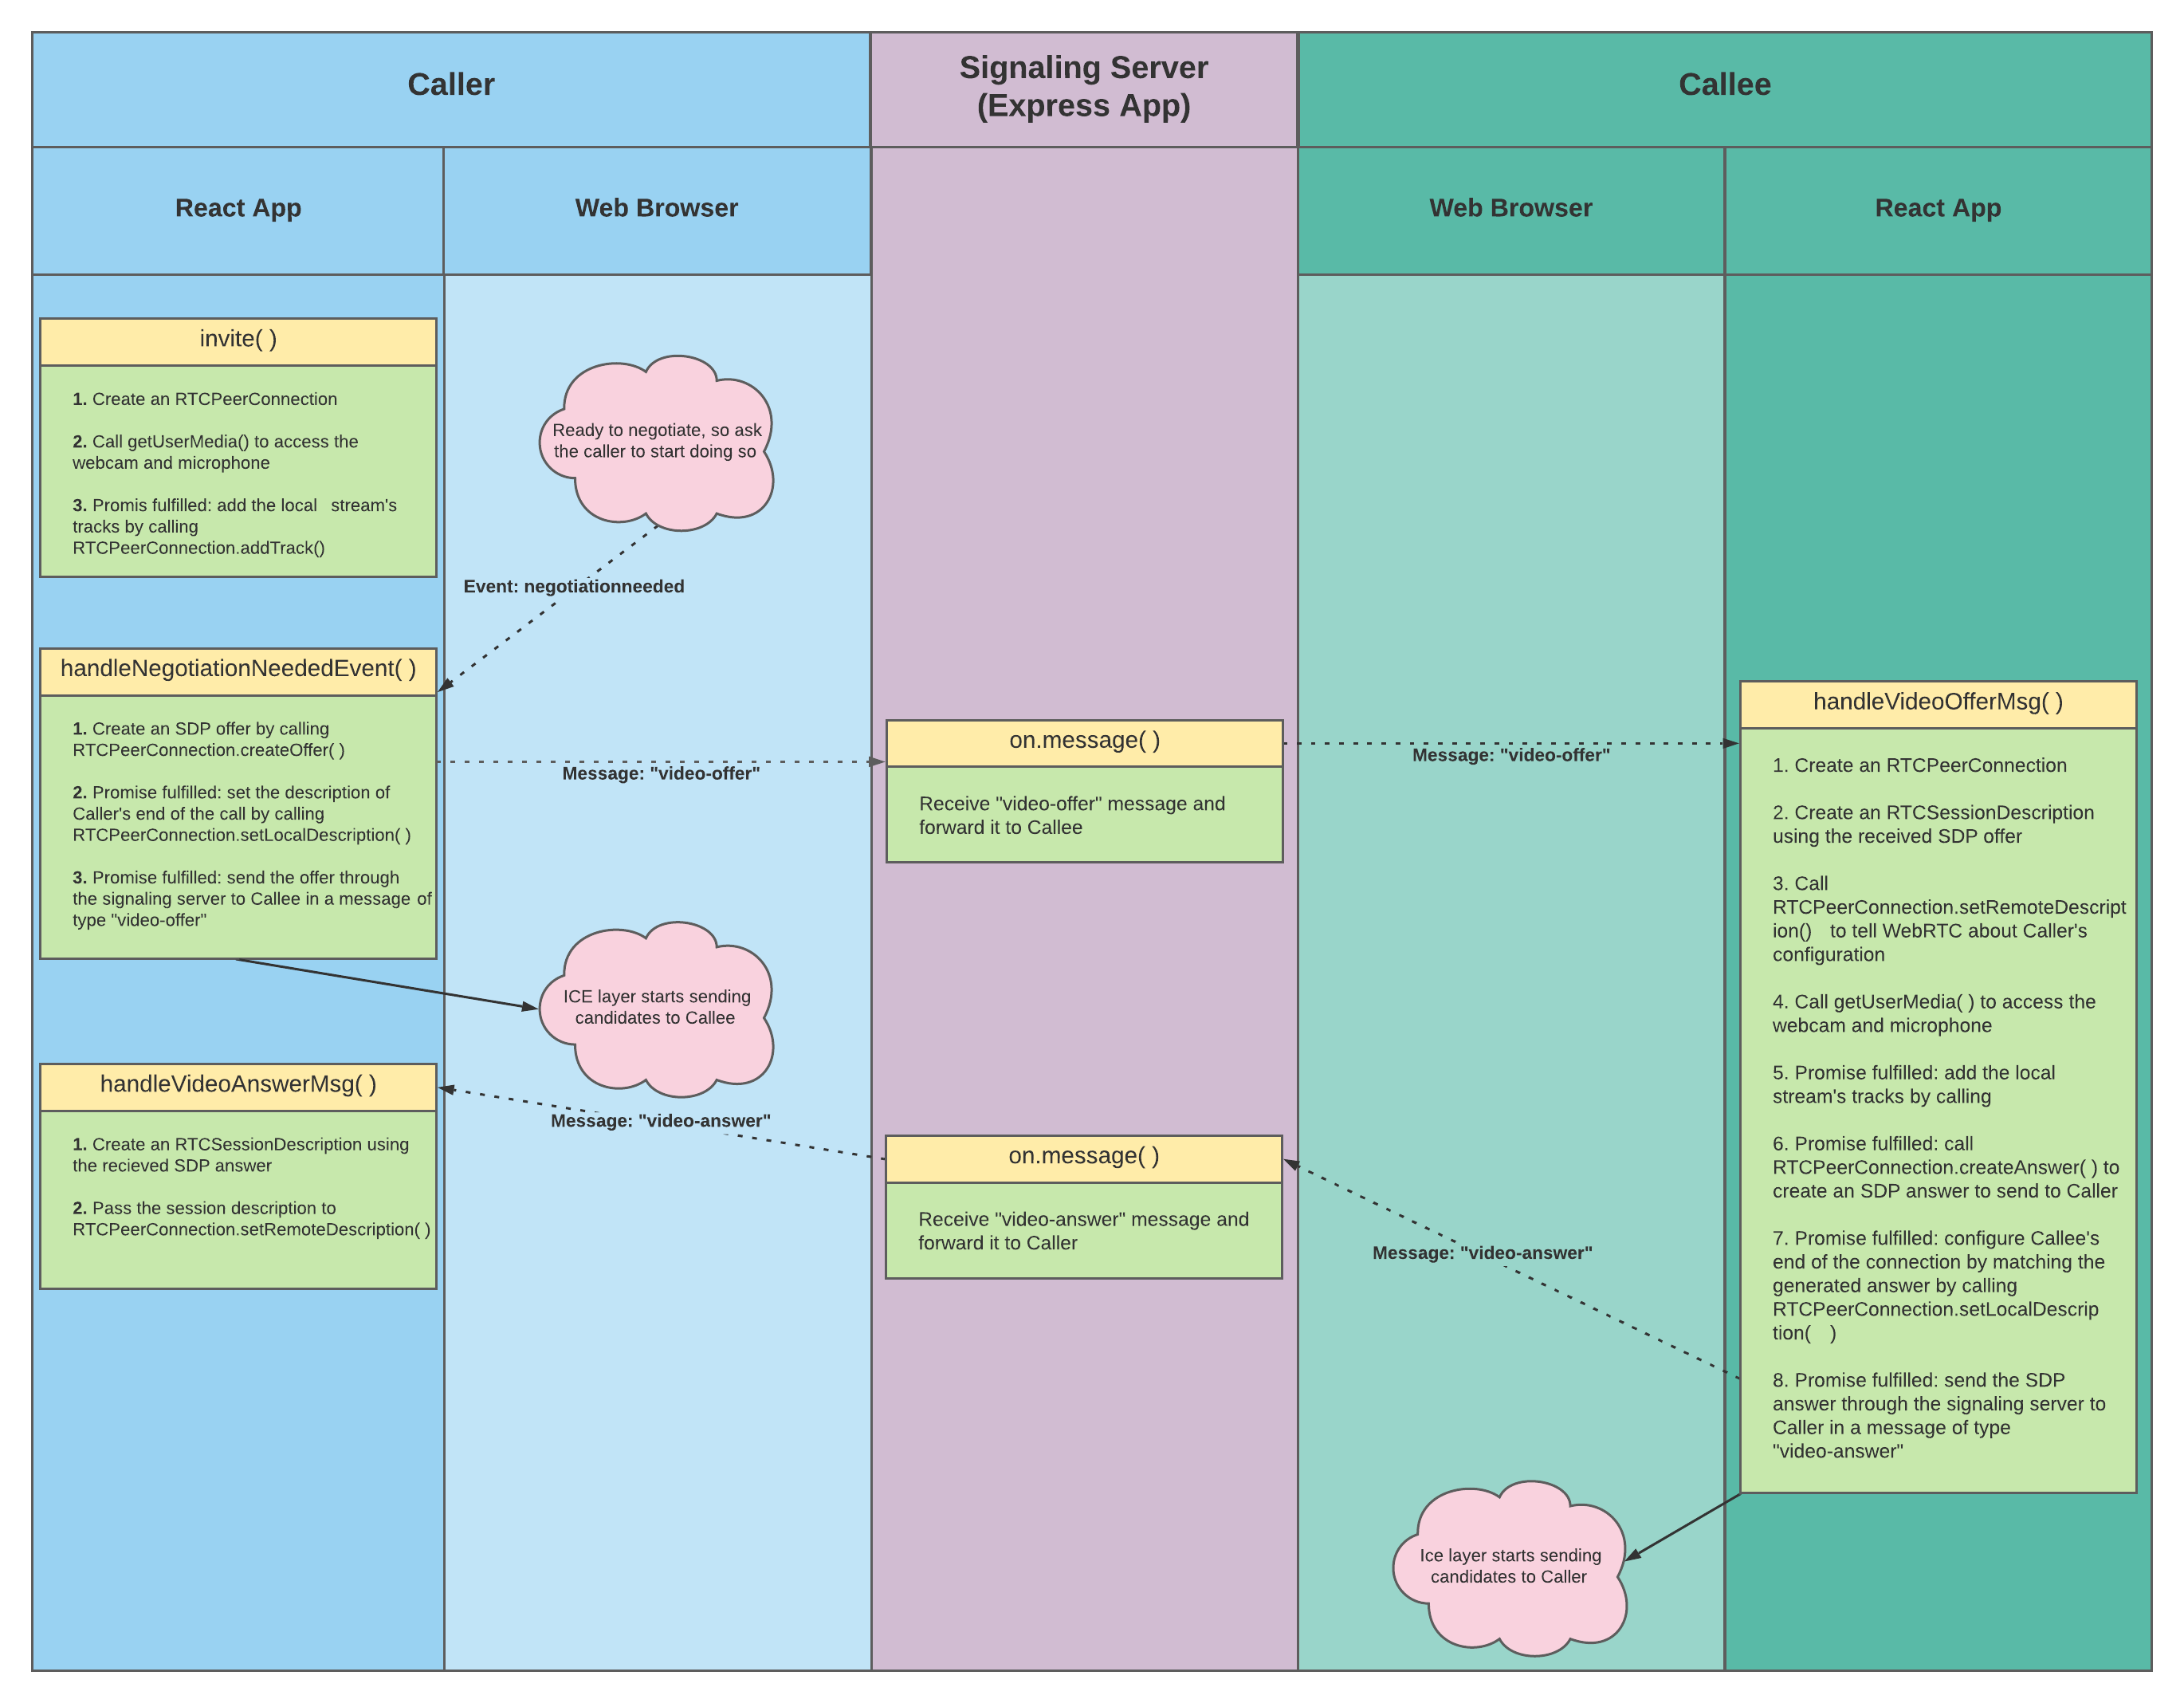 Caller
Signaling Server
(Express App)
Callee
React App
Web Browser
Web Browser
React App
invite( )
1. Create an RTCPeerConnection
2. Call getUserMedia() to access the
webcam and microphone
3. Promis fulfilled: add the local stream's
tracks by calling
RTCPeerConnection.addTrack()
Ready to negotiate, so ask
the caller to start doing so
Event: negotiationneeded
handleNegotiationNeededEvent( )
1. Create an SDP offer by calling
RTCPeerConnection.createOffer( )
2. Promise fulfilled: set the description of
Caller's end of the call by calling
RTCPeerConnection.setLocalDescription( )
3. Promise fulfilled: send the offer through
the signaling server to Callee in a message of
type "video-offer"
Message: "video-offer"
on.message( )
Receive "video-offer" message and
forward it to Callee
Message: "video-offer"
handleVideoOfferMsg( )
1. Create an RTCPeerConnection
2. Create an RTCSessionDescription
using the received SDP offer
3. Call
RTCPeerConnection.setRemoteDescript
ion() to tell WebRTC about Caller's
configuration
4. Call getUserMedia( ) to access the
webcam and microphone
5. Promise fulfilled: add the local
stream's tracks by calling
6. Promise fulfilled: call
RTCPeerConnection.createAnswer( ) to
create an SDP answer to send to Caller
7. Promise fulfilled: configure Callee's
end of the connection by matching the
generated answer by calling
RTCPeerConnection.setLocalDescrip
tion( )
8. Promise fulfilled: send the SDP
answer through the signaling server to
Caller in a message of type
"video-answer"
ICE layer starts sending
candidates to Callee
handleVideoAnswerMsg( )
1. Create an RTCSessionDescription using
the recieved SDP answer
2. Pass the session description to
RTCPeerConnection.setRemoteDescription( )
Message: "video-answer"
on.message( )
Receive "video-answer" message and
forward it to Caller
Message: "video-answer"
Ice layer starts sending
candidates to Caller